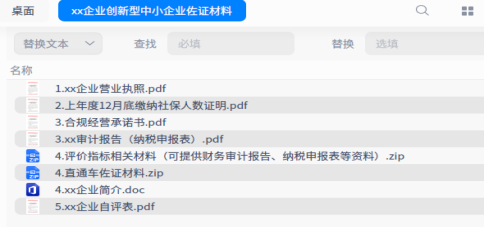 桌面
xx企业创新型中小企业佐证材料
替换文本
查找
必填
替换
选填
名称
1.xx企业营业执照.pdf
2.上年度12月底缴纳社保人数证明.pdf
3.合规经营承诺书.pdf
3.xx审计报告（纳税申报表）.pdf
4.评价指标相关材料（可提供财务审计报告、纳税申报表等资料）.zip
4.直通车佐证材料.zip
4.xx企业简介.doc
5.xx企业自评表.pdf